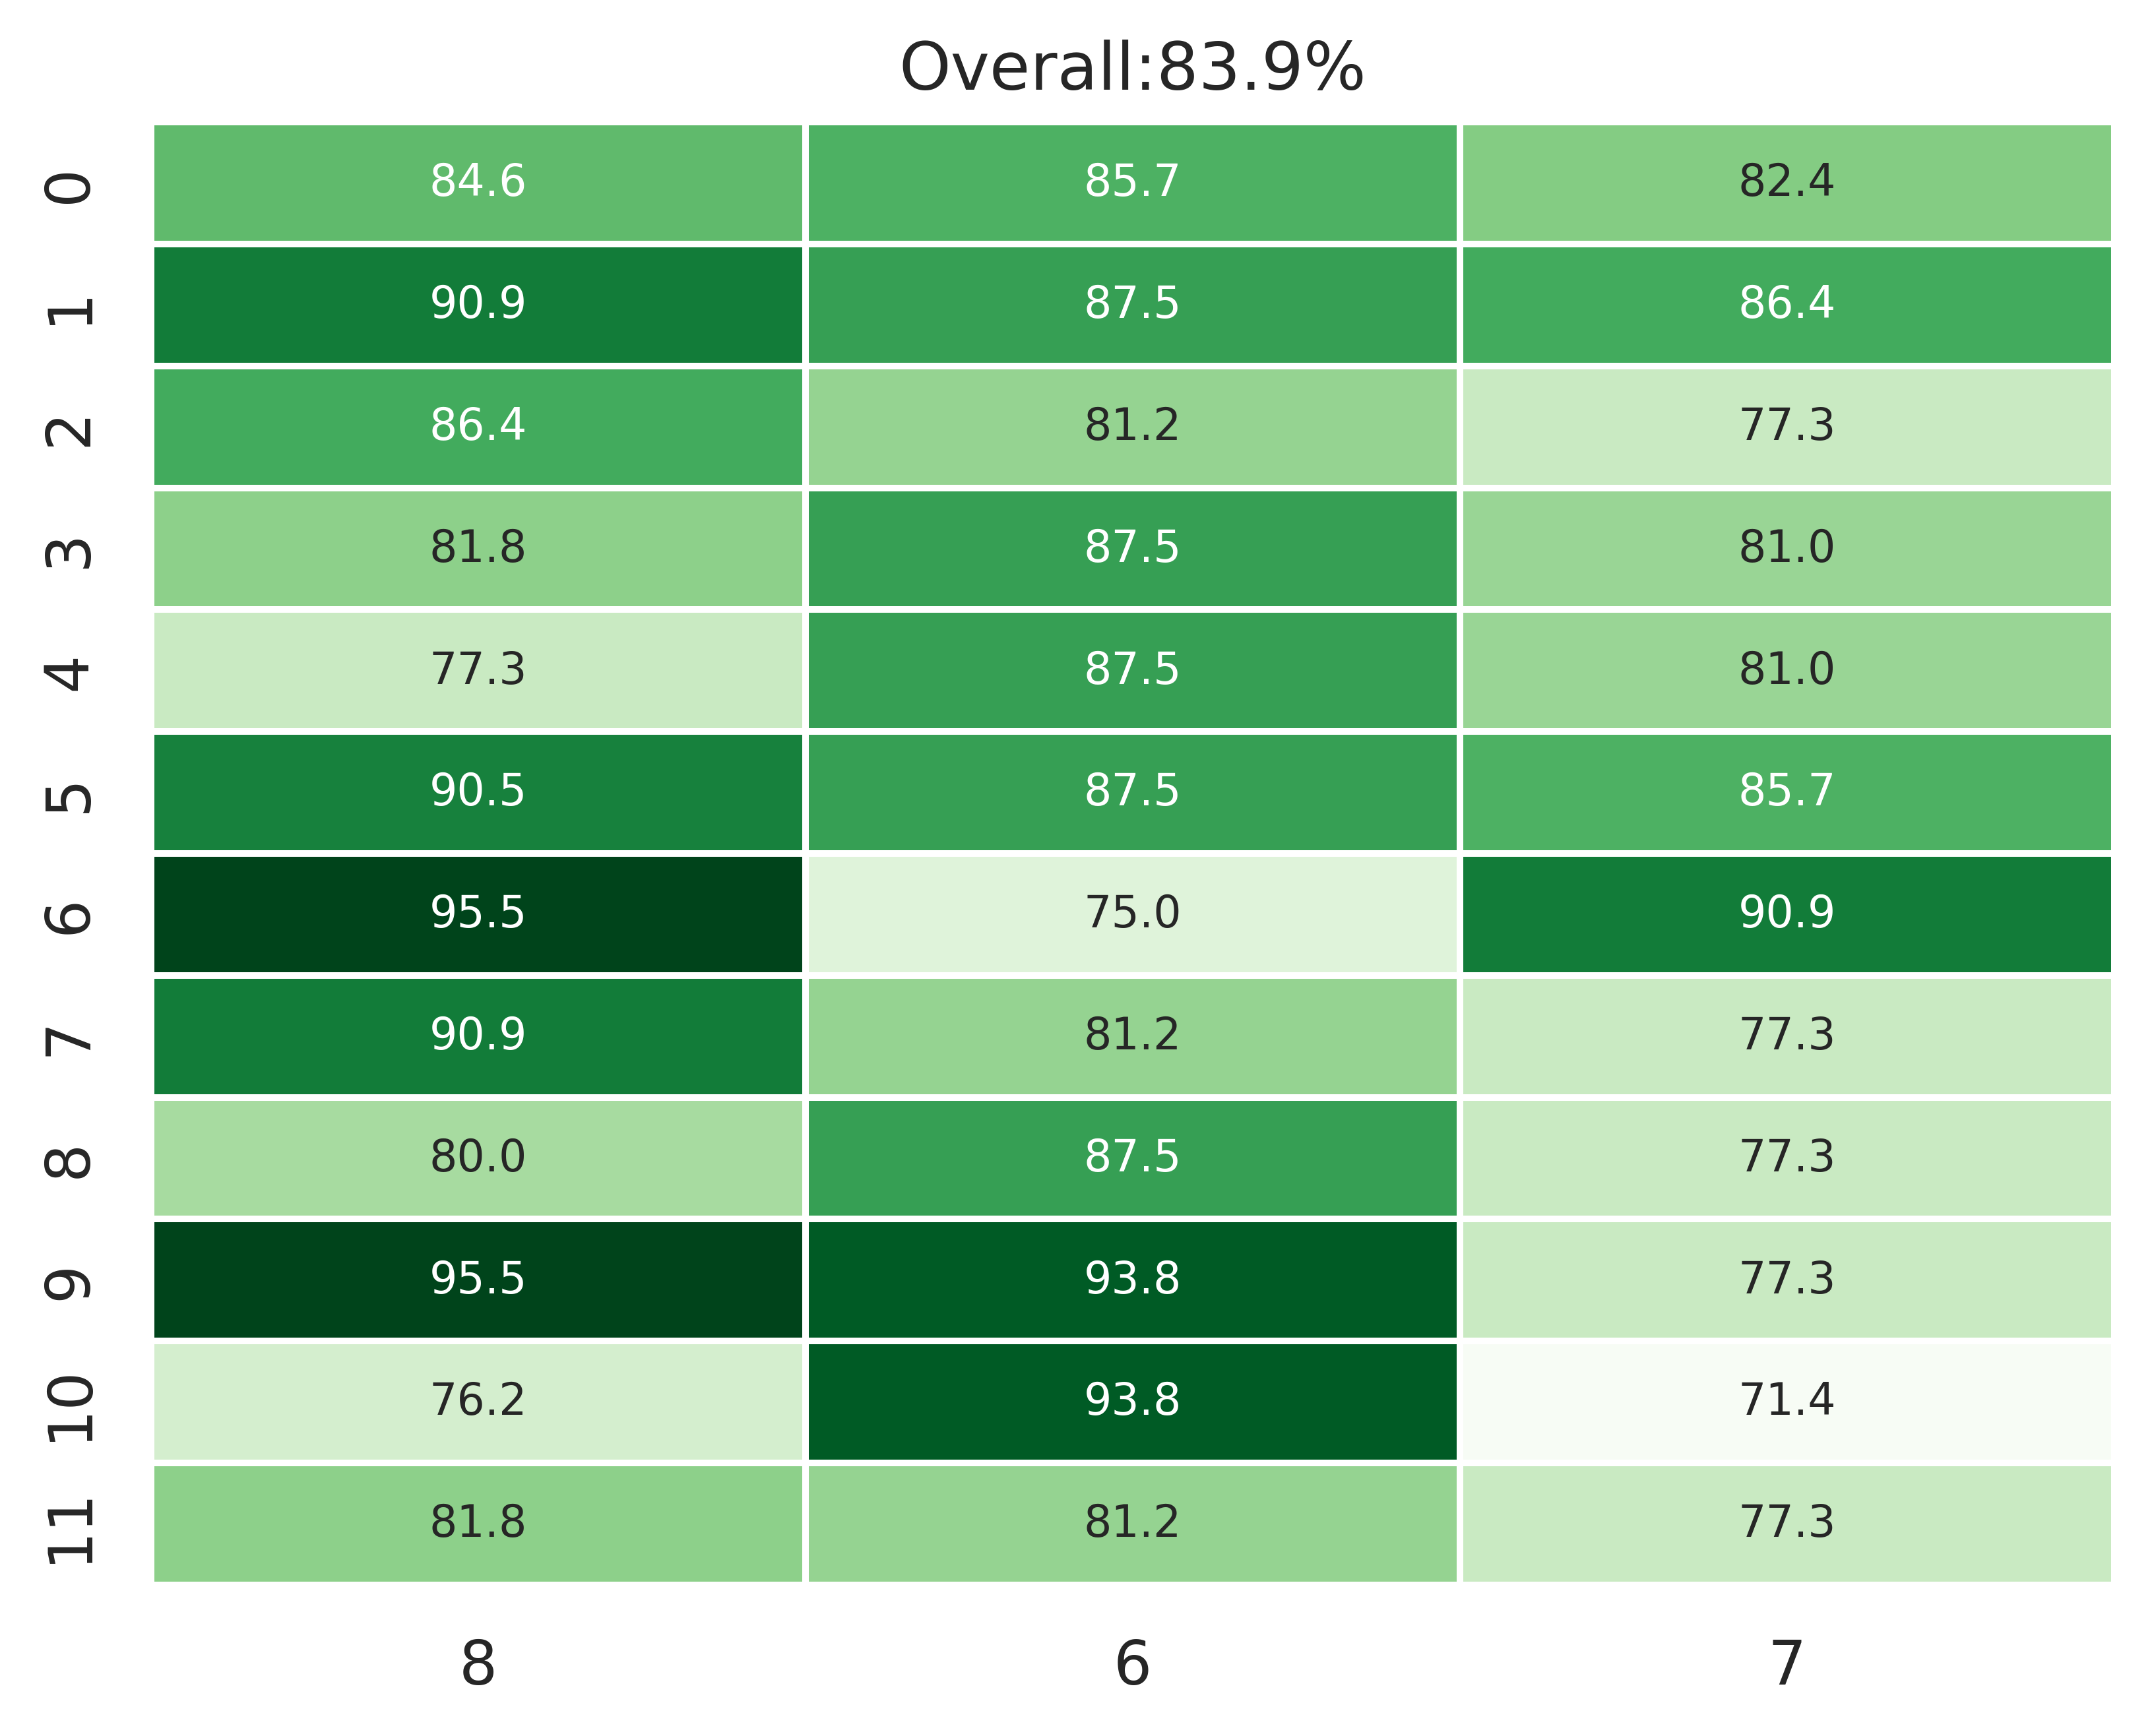 Overall:83.9%
0 84.6 85.7 82.4
1 90.9 87.5 86.4
2 86.4 81.2 77.3
3 81.8 87.5 81.0
4 77.3 87.5 81.0
5 90.5 87.5 85.7
6 95.5 75.0 90.9
7 90.9 81.2 77.3
8 80.0 87.5 77.3
9 95.5 93.8 77.3
10 76.2 93.8 71.4
11 81.8 81.2 77.3
8 6 7